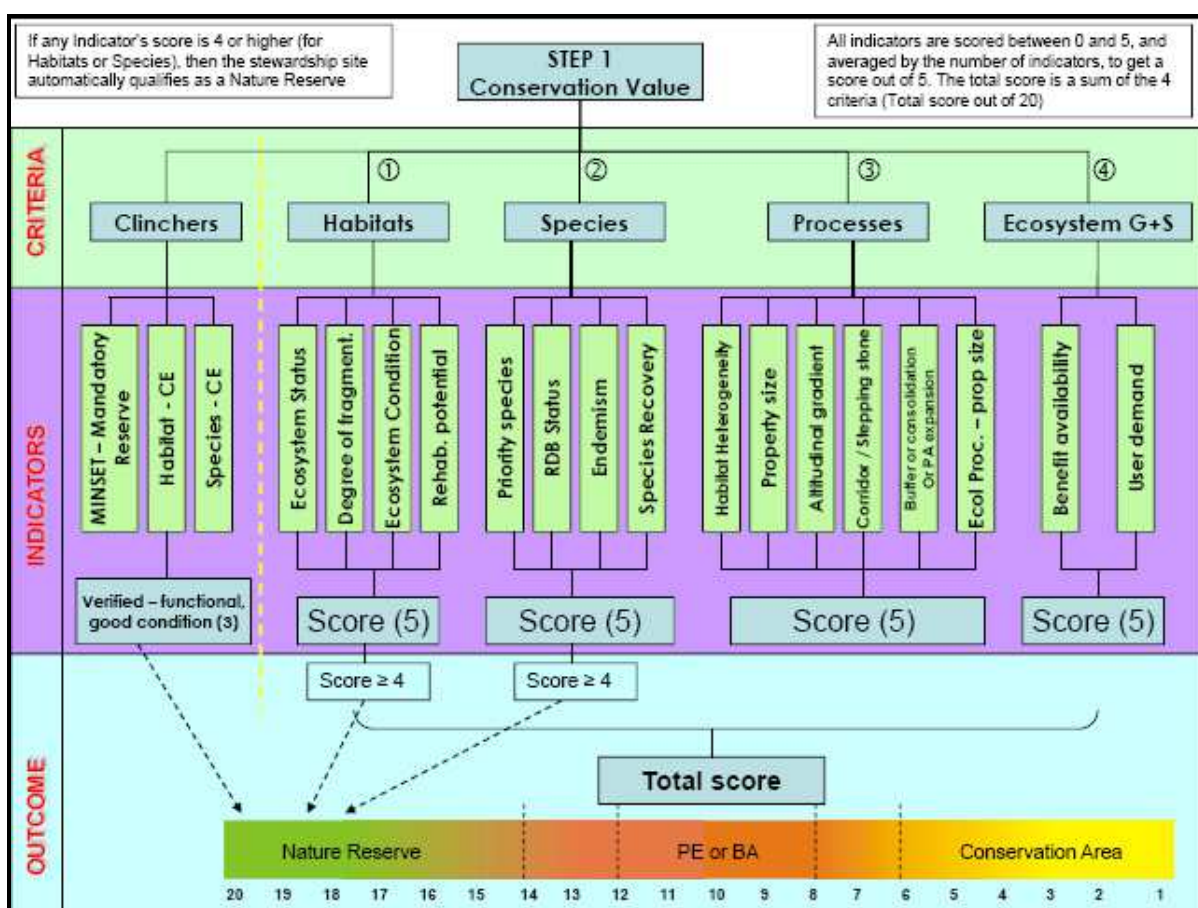 If any Indicator's score is 4 or higher (for
Habitats or Species), then the stewardship site
automatically qualifies as a Nature Reserve
STEP 1
Conservation Value
All indicators are scored between 0 and 5, and
averaged by the number of indicators, to get a
score out of 5. The total score is a sum of the 4
criteria (Total score out of 20)
CRITERIA
①
②
③
④
Clinchers
Habitats
Species
Processes
Ecosystem G+S
INDICATORS
MINSET – Mandatory
Reserve
Habitat - CE
Species - CE
Ecosystem Status
Degree of fragment.
Ecosystem Condition
Rehab. potential
Priority species
RDB Status
Endemism
Species Recovery
Habitat Heterogeneity
Property size
Altitudinal gradient
Corridor / Stepping stone
Buffer or consolidation
Or PA expansion
Ecol Proc. – prop size
Benefit availability
User demand
Verified – functional,
good condition (3)
Score (5)
Score (5)
Score (5)
Score (5)
OUTCOME
Score ≥ 4
Score ≥ 4
Total score
Nature Reserve
PE or BA
Conservation Area
20 19 18 17 16 15 14 13 12 11 10 9 8 7 6 5 4 3 2 1